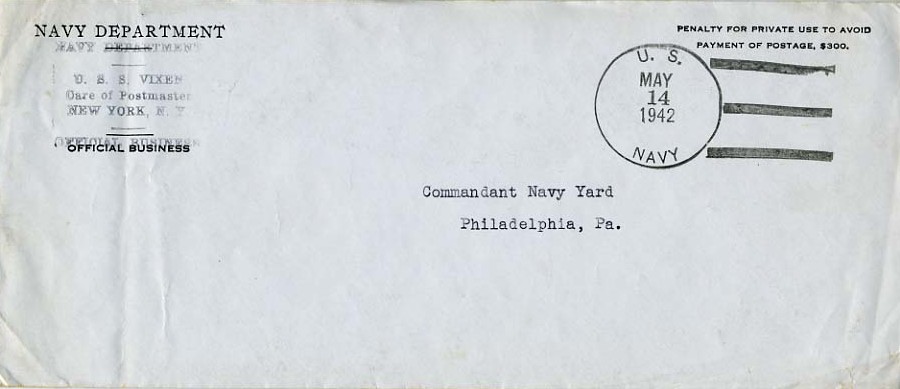 NAVY DEPARTMENT
NAVY DEPARTMENT
U. S. S. VIXEN
Care of Postmaster
NEW YORK, N. Y.
OFFICIAL BUSINESS
OFFICIAL BUSINESS
PENALTY FOR PRIVATE USE TO AVOID
PAYMENT OF POSTAGE, $300.
U. S.
MAY
14
1942
NAVY
Commandant Navy Yard
Philadelphia, Pa.